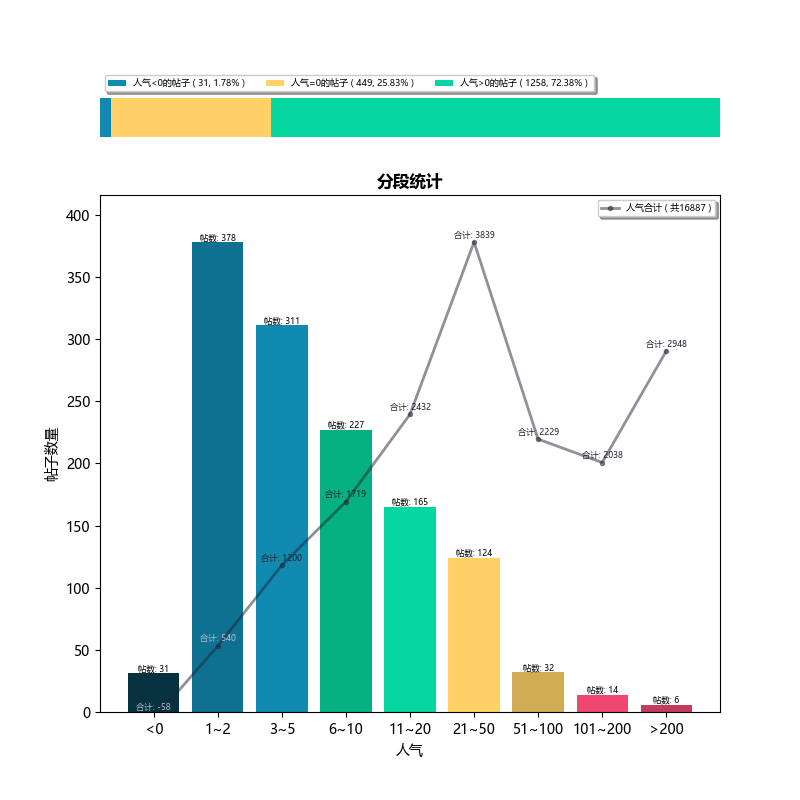 人气<0的帖子 ( 31, 1.78% ) 人气=0的帖子 ( 449, 25.83% ) 人气>0的帖子 ( 1258, 72.38% )
分段统计
人气合计 ( 共16887 )
400
350
300
250
200
150
100
50
0
帖子数量
合计: 3839
帖数: 378
帖数: 311
合计: 2948
合计: 2432
帖数: 227
合计: 2229
合计: 2038
合计: 1719
帖数: 165
合计: 1200
帖数: 124
合计: 540
帖数: 31
帖数: 32
帖数: 14
帖数: 6
合计: -58
<0 1~2 3~5 6~10 11~20 21~50 51~100 101~200 >200
人气